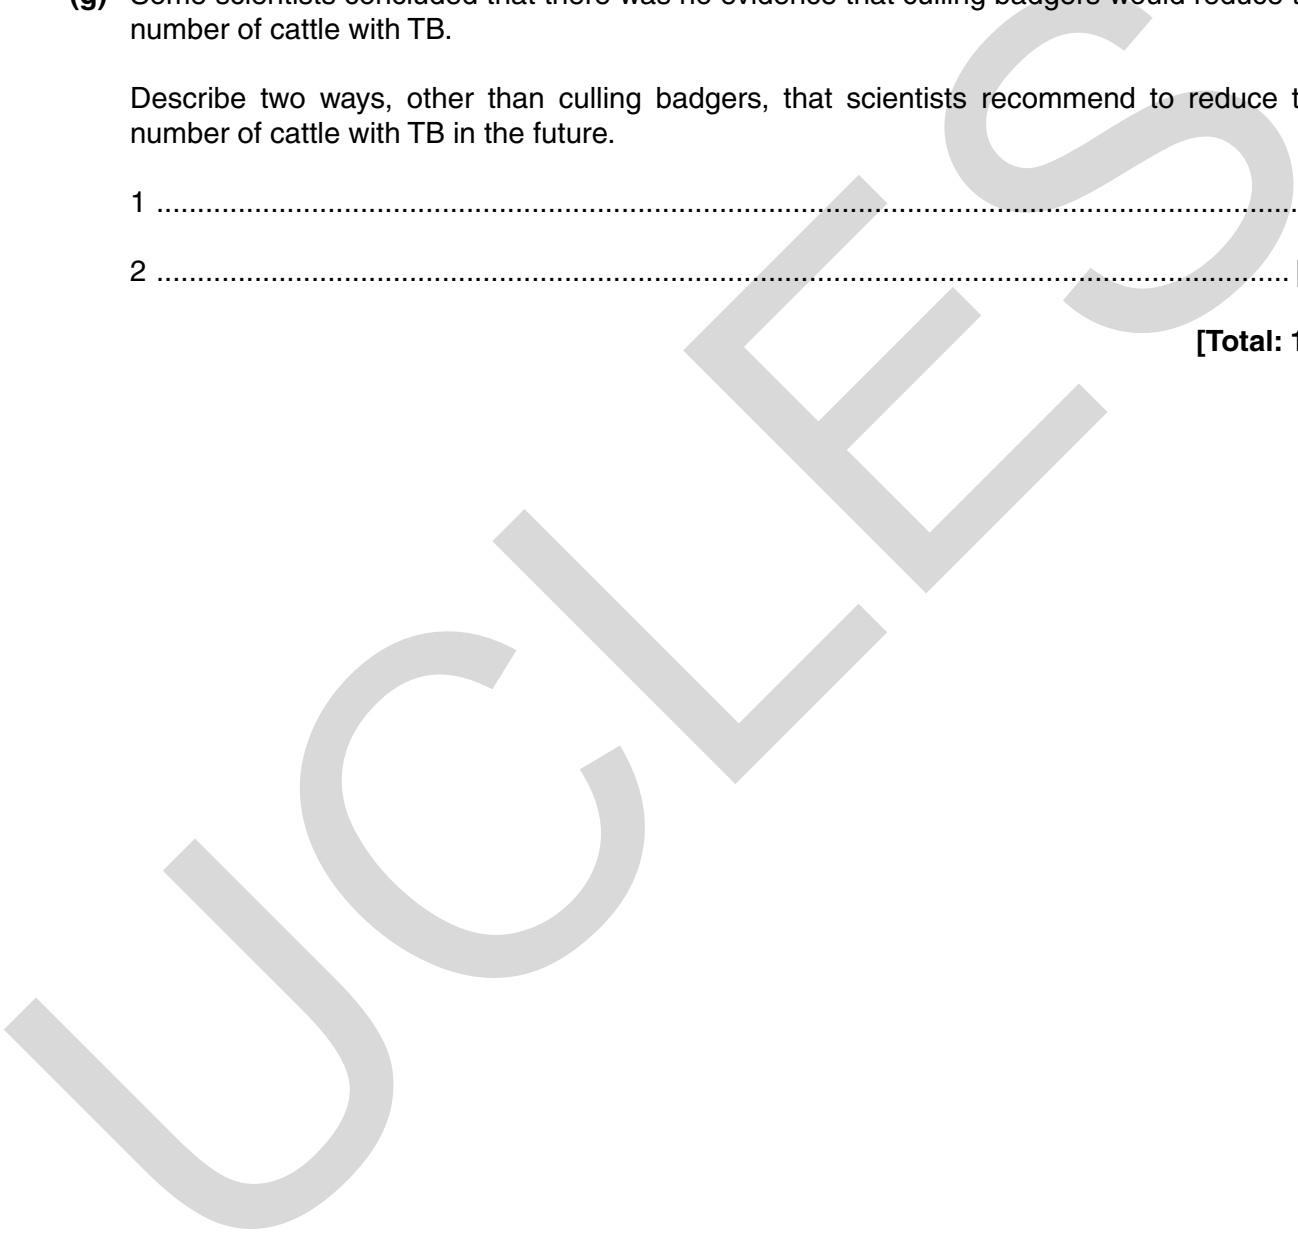 (g) Some scientists concluded that there was no evidence that culling badgers would reduce
number of cattle with TB.
Describe two ways, other than culling badgers, that scientists recommend to reduce
number of cattle with TB in the future.
1 ..............................................................................................................................................
2 ..............................................................................................................................................
[Total: 1
UCLES